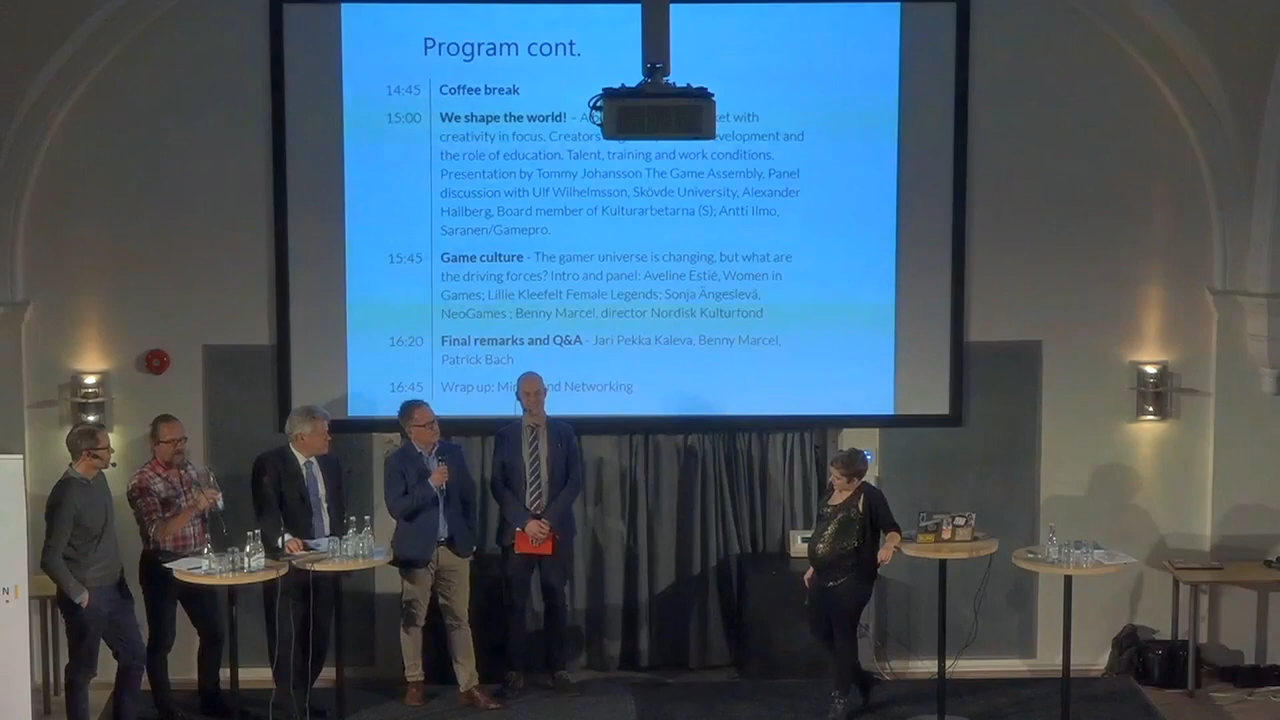 Program cont.
14:45 Coffee break
15:00 We shape the world! - A ket with
creativity in focus. Creators velopment and
the role of education. Talent, training and work conditions.
Presentation by Tommy Johansson The Game Assembly, Panel
discussion with Ulf Wilhelmsson, Skövde University, Alexander
Hallberg, Board member of Kulturarbetarna (S); Antti Ilmo,
Saranen/Gamepro.
15:45 Game culture - The gamer universe is changing, but what are
the driving forces? Intro and panel: Aveline Estié, Women in
Games; Lillie Kleefelt Female Legends; Sonja Ängeslevä,
NeoGames ; Benny Marcel, director Nordisk Kulturfond
16:20 Final remarks and Q&A - Jari Pekka Kaleva, Benny Marcel,
Patrick Bach
16:45 Wrap up: Mi nd Networking
N